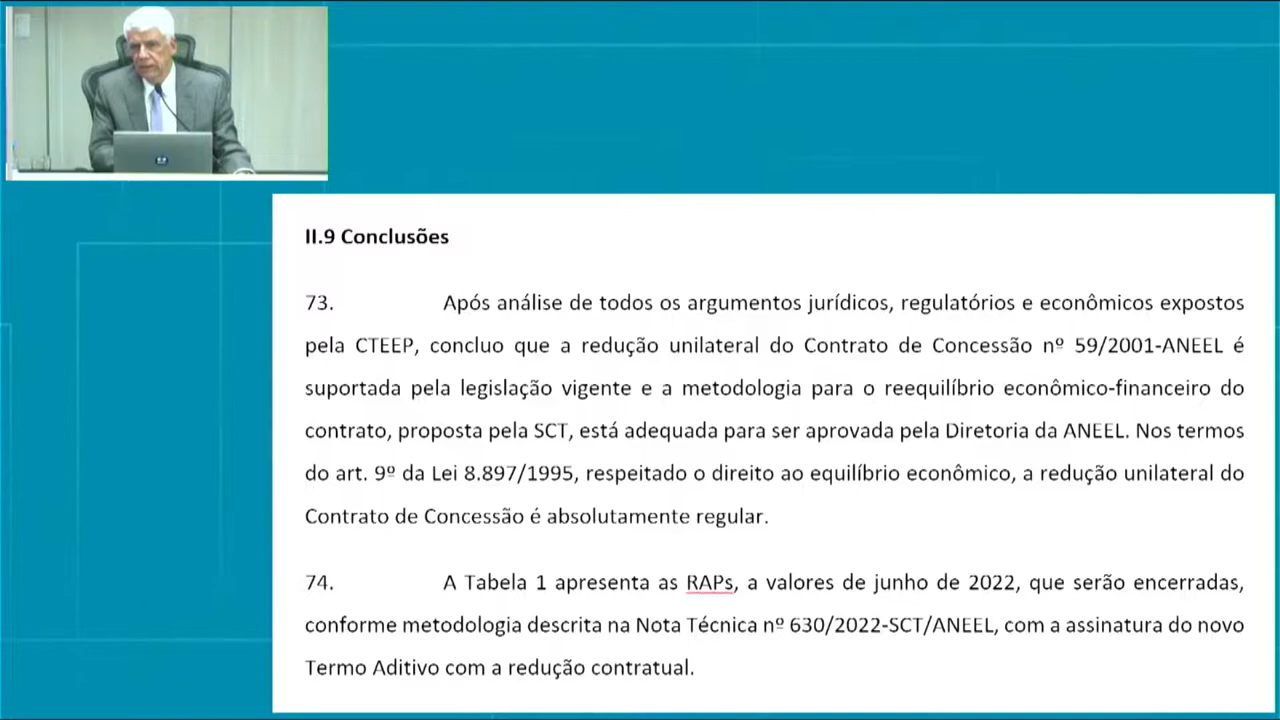 II.9 Conclusões
73. Após análise de todos os argumentos jurídicos, regulatórios e econômicos expostos
pela CTEEP, concluo que a redução unilateral do Contrato de Concessão nº 59/2001-ANEEL é
suportada pela legislação vigente e a metodologia para o reequilíbrio econômico-financeiro do
contrato, proposta pela SCT, está adequada para ser aprovada pela Diretoria da ANEEL. Nos termos
do art. 9º da Lei 8.897/1995, respeitado o direito ao equilíbrio econômico, a redução unilateral do
Contrato de Concessão é absolutamente regular.
74. A Tabela 1 apresenta as RAPs, a valores de junho de 2022, que serão encerradas,
conforme metodologia descrita na Nota Técnica nº 630/2022-SCT/ANEEL, com a assinatura do novo
Termo Aditivo com a redução contratual.